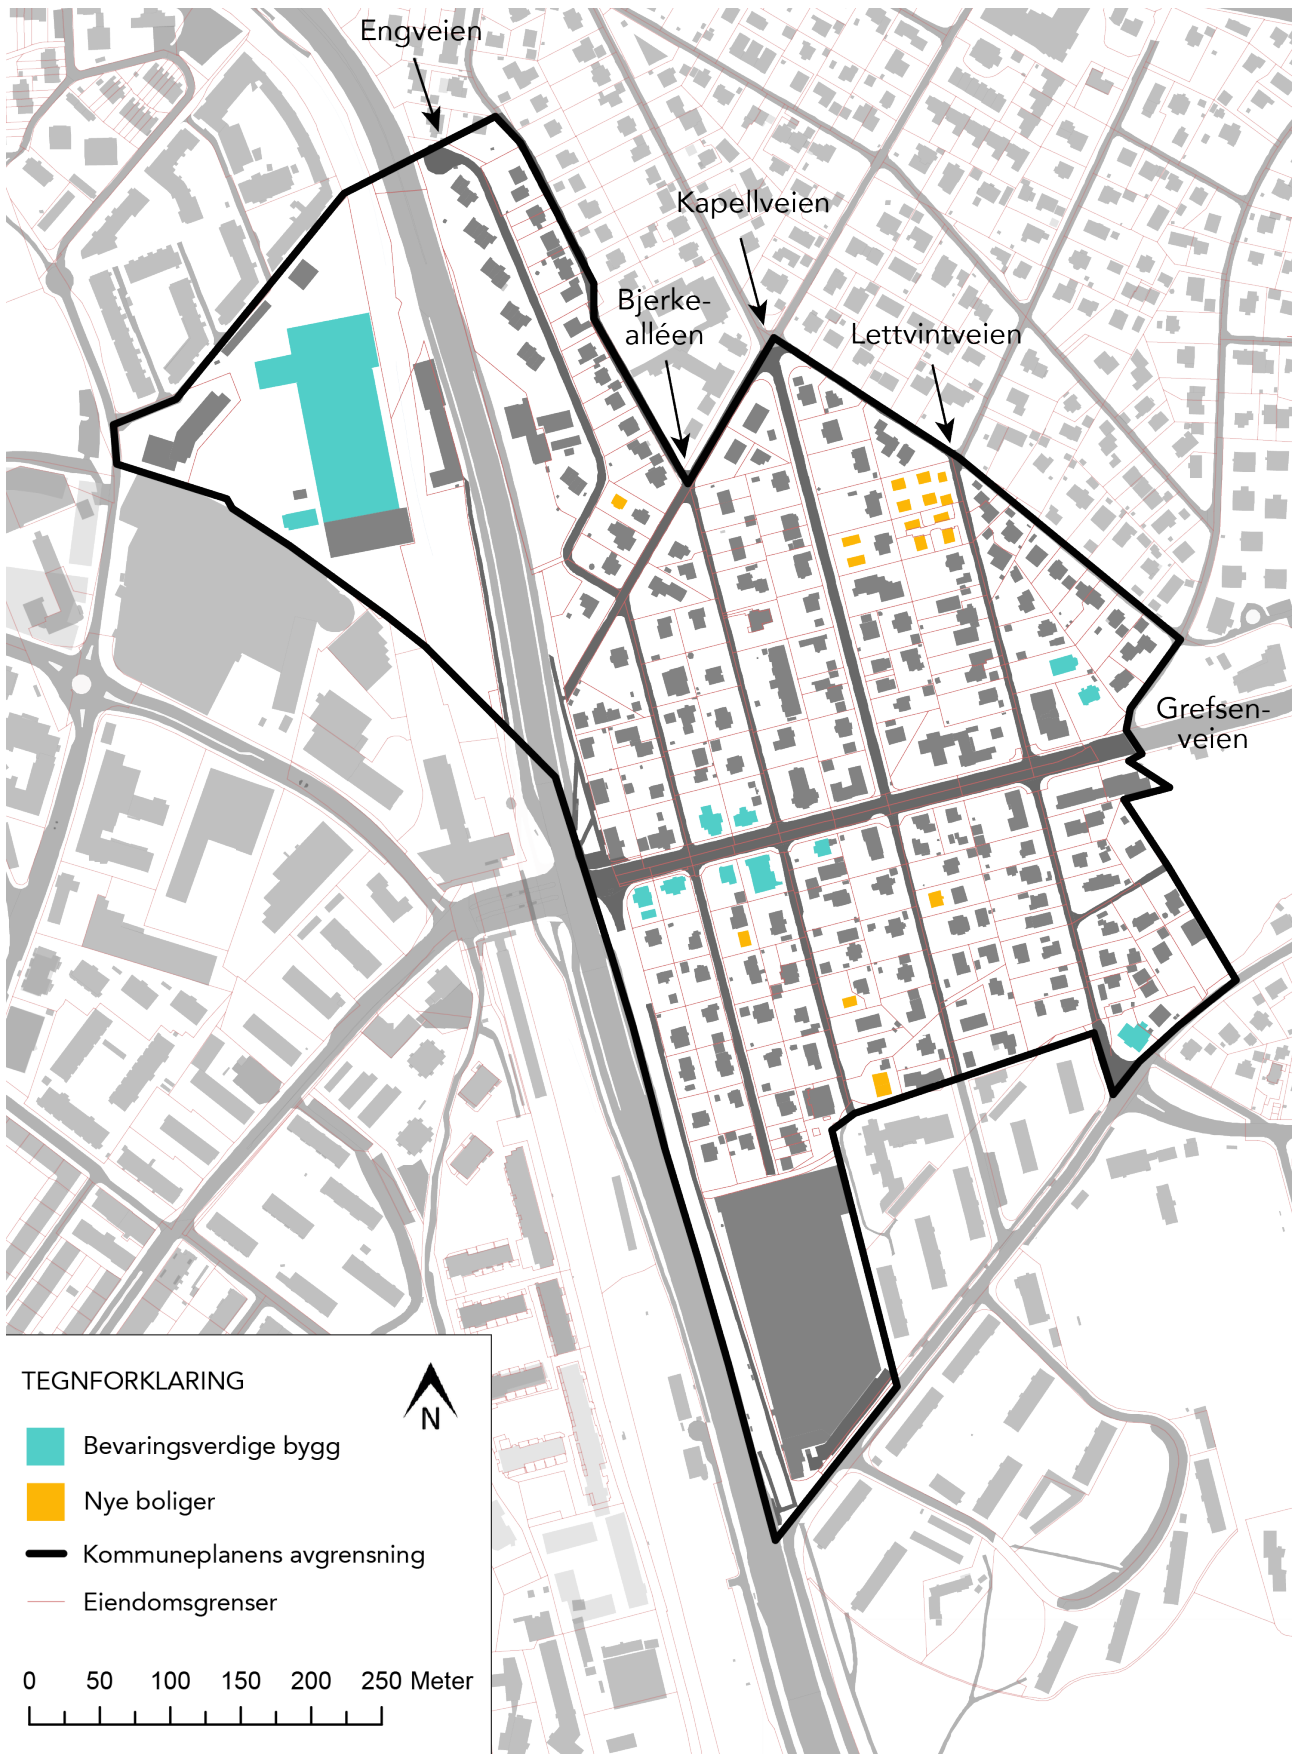 Engveien
Kapellveien
Bjerke-
alléen
Lettvintveien
Grefsen-
veien
TEGNFORKLARING
N
Bevaringsverdige bygg
Nye boliger
Kommuneplanens avgrensning
Eiendomsgrenser
0 50 100 150 200 250 Meter